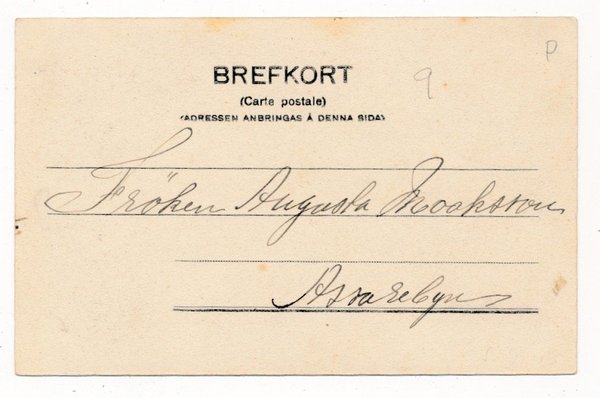 P
9
BREFKORT
(Carte postale)
(ADRESSEN ANBRINGAS Å DENNA SIDA)
Fröken Augusta